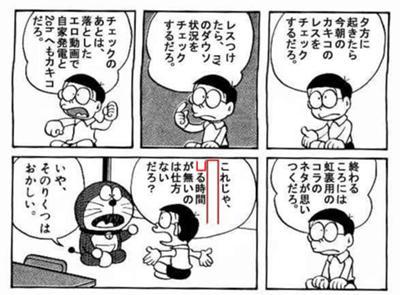 夕方に
起きたら
今朝の
カキコの
レスを
チェック
するだろ。
レスつけ
たら、ny
のダウソ
状況を
チェック
するだろ。
チェックの
あとは、
落とした
エロ動画で
自家発電と
2chへもカキコ
するだろ。
終わる
ころには
虹裏用の
コラの
ネタが思い
つくだろ。
これじゃ、
る時間
が無いの
は仕方
ない
だろ？
いや、
そのりくつは
おかしい。